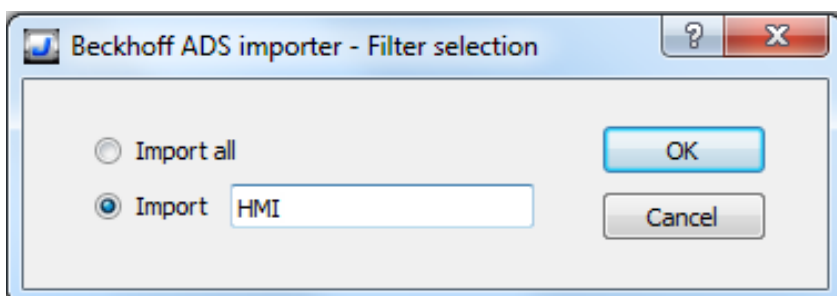 Beckhoff ADS importer - Filter selection
Import all
OK
Import HMI
Cancel